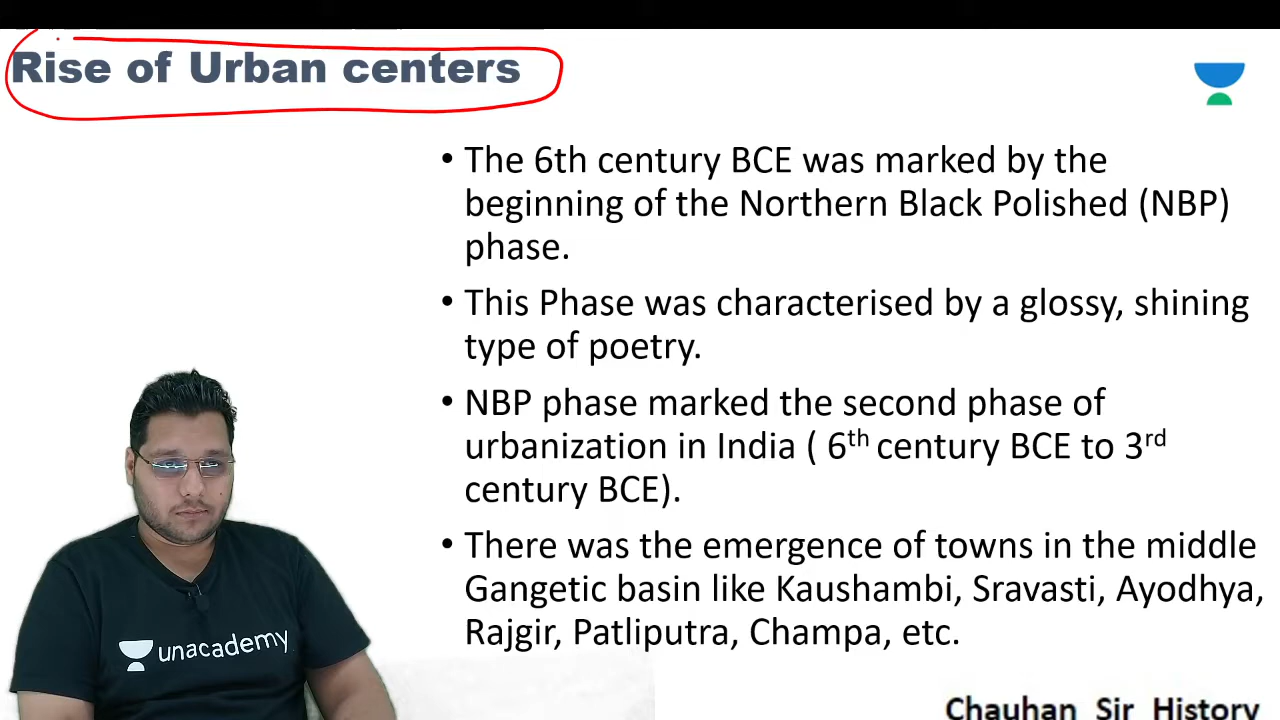 Rise of Urban centers
• The 6th century BCE was marked by the
beginning of the Northern Black Polished (NBP)
phase.
• This Phase was characterised by a glossy, shining
type of poetry.
• NBP phase marked the second phase of
urbanization in India ( 6th century BCE to 3rd
century BCE).
• There was the emergence of towns in the middle
Gangetic basin like Kaushambi, Sravasti, Ayodhya,
Rajgir, Patliputra, Champa, etc.
unacademy
Chauhan Sir History